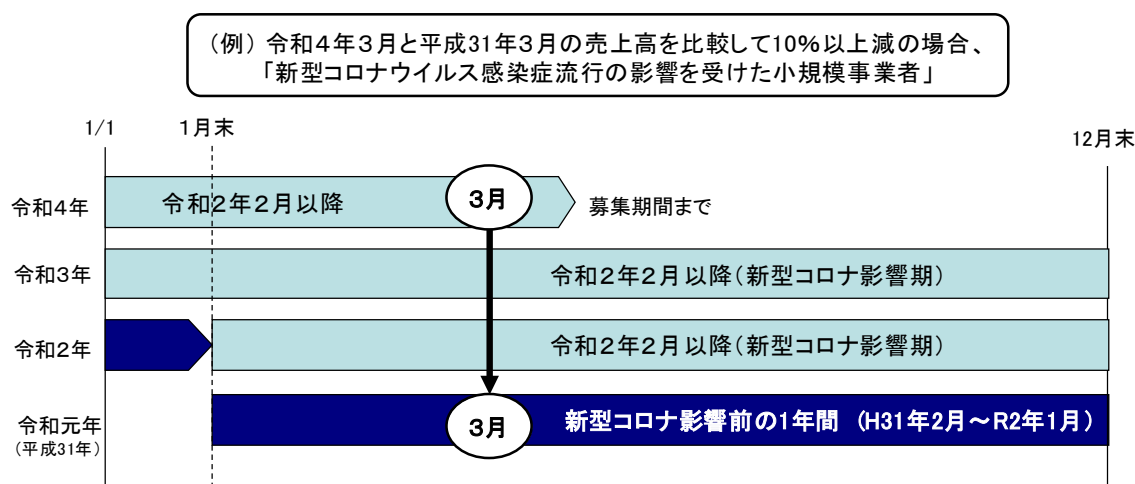 （例）令和４年３月と平成31年３月の売上高を比較して10％以上減の場合、
「新型コロナウイルス感染症流行の影響を受けた小規模事業者」
1/1
１月末
12月末
令和４年
令和２年２月以降
３月
募集期間まで
令和３年
令和２年２月以降（新型コロナ影響期）
令和２年
令和２年２月以降（新型コロナ影響期）
令和元年
（平成31年）
３月
新型コロナ影響前の１年間　（H31年２月～R２年１月）